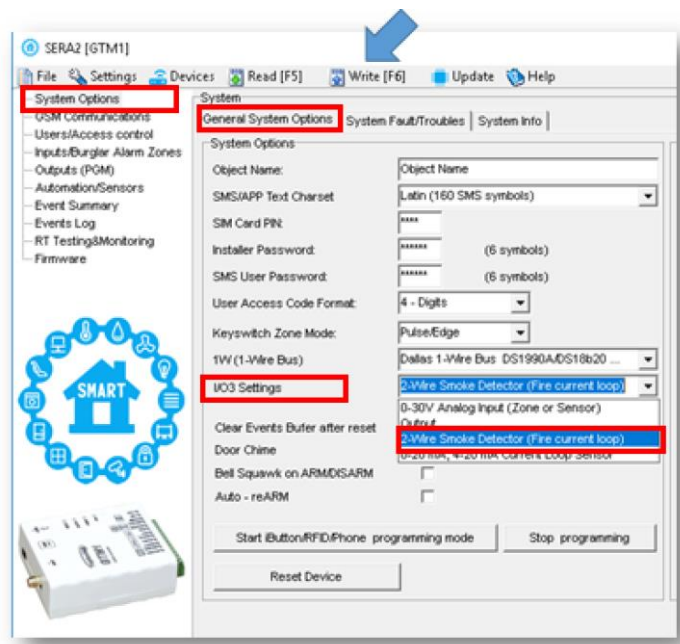 SERA2 [GTM1]
File Settings Devices Read [F5] Write [F6] Update Help
System Options
GSM Communications
Users/Access control
Inputs/Burglar Alarm Zones
Outputs (PGM)
Automation/Sensors
Event Summary
Events Log
RT Testing&Monitoring
Firmware
SMART
System
General System Options System Fault/Troubles System Info
System Options
Object Name: Object Name
SMS/APP Text Charset Latin (160 SMS symbols)
SIM Card PIN: ****
Installer Password: ****** (6 symbols)
SMS User Password: ****** (6 symbols)
User Access Code Format: 4 - Digits
Keyswitch Zone Mode: Pulse/Edge
1W (1-Wire Bus) Dallas 1-Wire Bus DS1990A/DS18b20 ...
I/O3 Settings 2-Wire Smoke Detector (Fire current loop)
0-30V Analog Input (Zone or Sensor)
Output
2-Wire Smoke Detector (Fire current loop)
0-20 mA, 4-20 mA Current Loop Sensor
Clear Events Bufer after reset
Door Chime
Bell Squawk on ARM/DISARM
Auto - reARM
Start iButton/RFID/Phone programming mode Stop programming
Reset Device